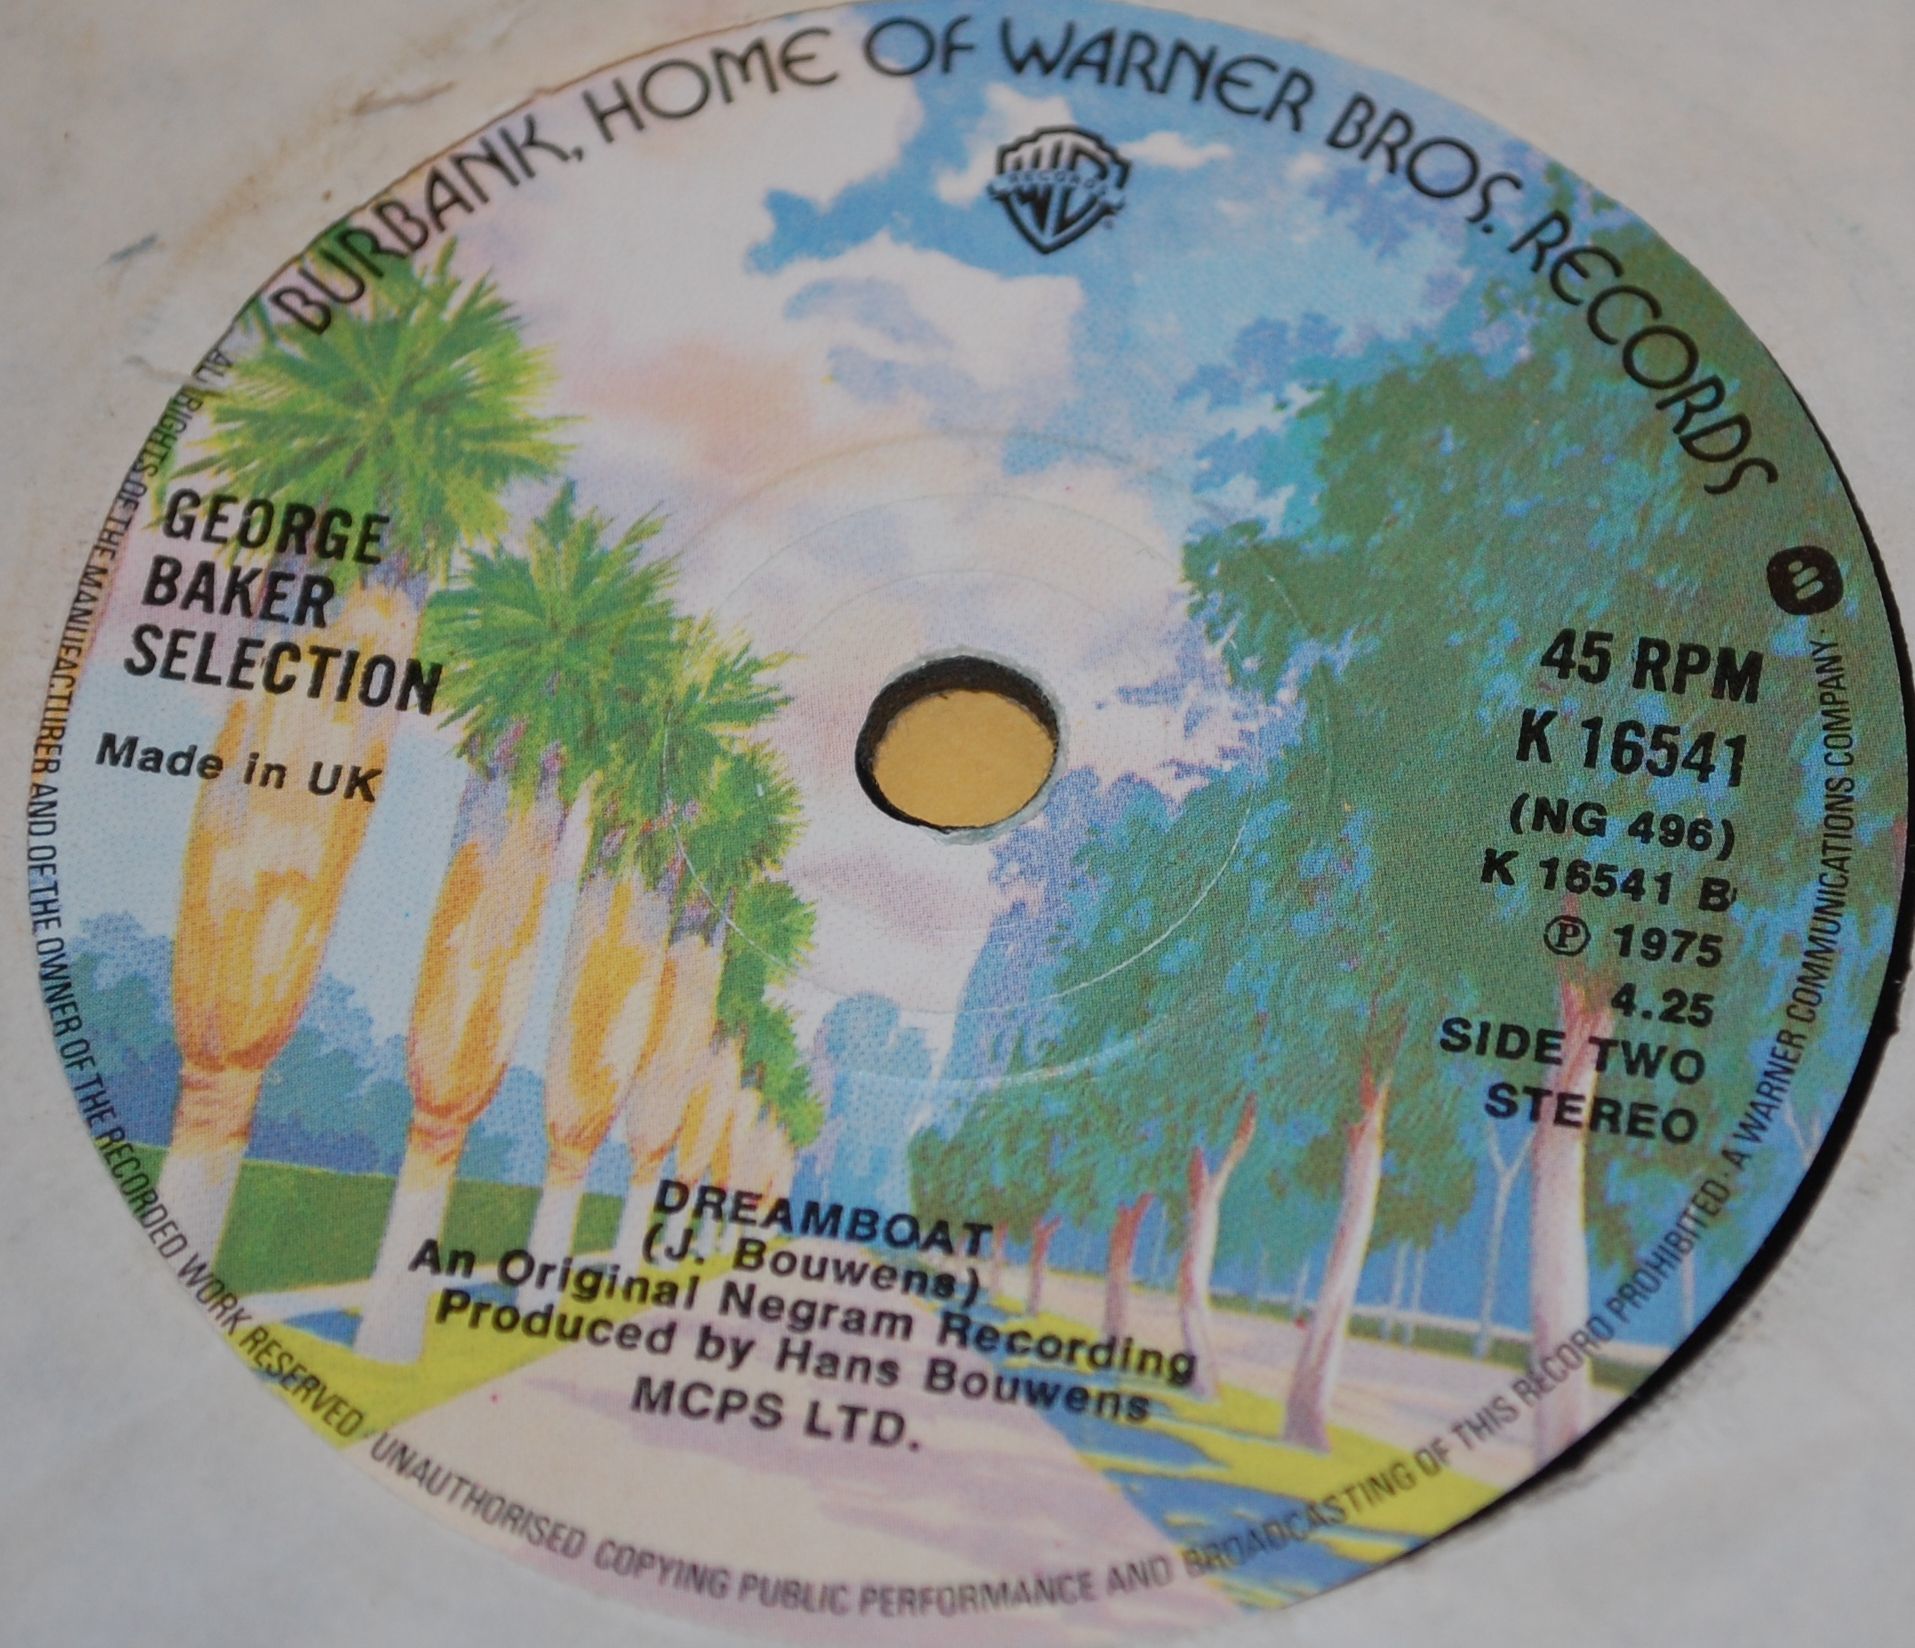 BURBANK, HOME OF WARNER BROS. RECORDS
RECORDS
GEORGE
BAKER
SELECTION
Made in UK
45 RPM
K 16541
(NG 496)
K 16541 B
℗ 1975
4.25
SIDE TWO
STEREO
DREAMBOAT
(J. Bouwens)
An Original Negram Recording
Produced by Hans Bouwens
MCPS LTD.
ALL RIGHTS OF THE MANUFACTURER AND OF THE OWNER OF THE RECORDED WORK RESERVED · UNAUTHORISED COPYING PUBLIC PERFORMANCE AND BROADCASTING OF THIS RECORD PROHIBITED · A WARNER COMMUNICATIONS COMPANY ·